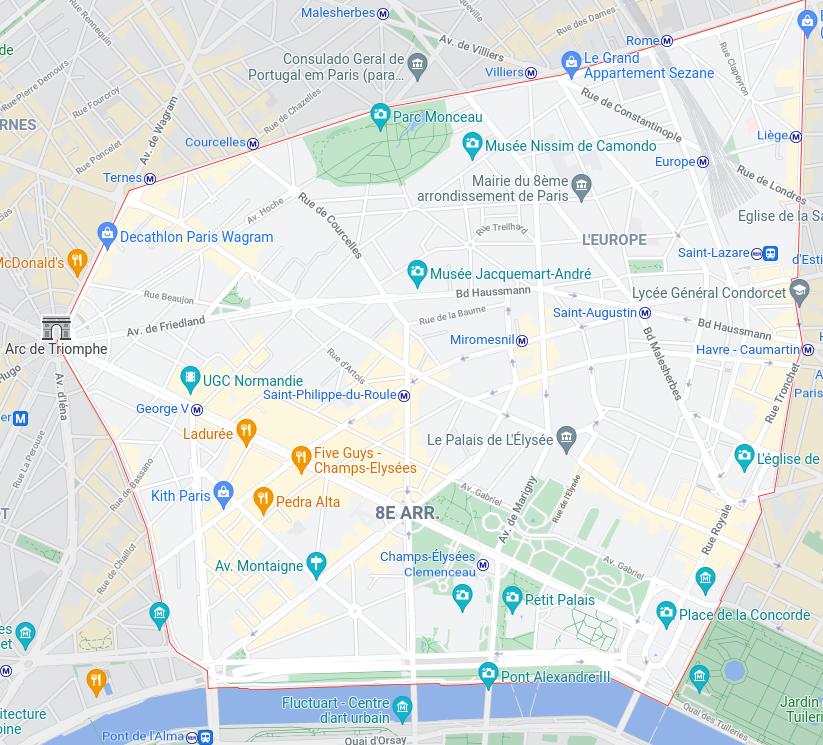 Malesherbes
Rue des Dames
Rue Rennequin
Av. de Villiers
Rome
Consulado Geral de
Portugal em Paris (para...
Villiers
Le Grand
Appartement Sezane
Rue Clapeyron
Rue Pierre Demours
Rue Fourcroy
Rue de Chazelles
Av. de Wagram
Rue de Constantinople
RNES
Parc Monceau
Rue Poncelet
Courcelles
Musée Nissim de Camondo
Liège
Europe
Ternes
Mairie du 8ème
arrondissement de Paris
Rue de Londres
Av. Hoche
Rue de Courcelles
Rue Treilhard
Eglise de la Sa
Decathlon Paris Wagram
L'EUROPE
Saint-Lazare
d'Esti
McDonald's
Musée Jacquemart-André
Rue Beaujon
Bd Haussmann
Lycée Général Condorcet
Av. de Friedland
Rue de la Baume
Saint-Augustin
Bd Haussmann
Arc de Triomphe
Miromesnil
Bd Malesherbes
Havre - Caumartin
Hugo
Av. d'Iéna
Rue d'Artois
UGC Normandie
Saint-Philippe-du-Roule
Rue Tronchet
Paris
George V
Ladurée
Le Palais de L'Élysée
Rue La Perouse
Five Guys -
Champs-Elysées
L'église de
Rue de Bassano
Kith Paris
Pedra Alta
Av. Gabriel
Av. de Marigny
Rue de l'Elysée
8E ARR.
Rue Royale
Rue de Chaillot
Av. Montaigne
Champs-Élysées
Clemenceau
Av. Gabriel
Petit Palais
Place de la Concorde
Pont Alexandre III
Fluctuart - Centre
d'art urbain
Jardin
Tuileri
Quai des Tuileries
itecture
oine
Pont de l'Alma
Quai d'Orsay